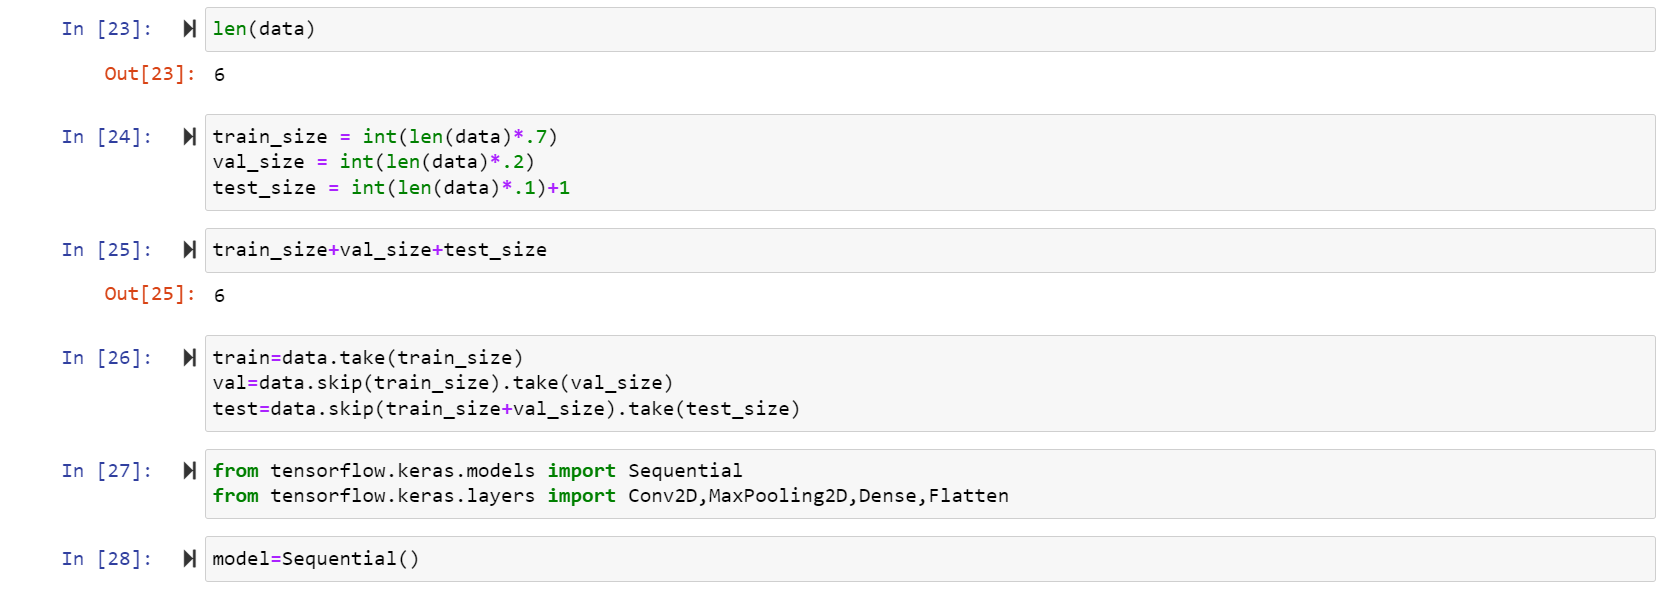 In [23]: len(data)
Out[23]: 6
In [24]: train_size = int(len(data)*.7)
val_size = int(len(data)*.2)
test_size = int(len(data)*.1)+1
In [25]: train_size+val_size+test_size
Out[25]: 6
In [26]: train=data.take(train_size)
val=data.skip(train_size).take(val_size)
test=data.skip(train_size+val_size).take(test_size)
In [27]: from tensorflow.keras.models import Sequential
from tensorflow.keras.layers import Conv2D,MaxPooling2D,Dense,Flatten
In [28]: model=Sequential()